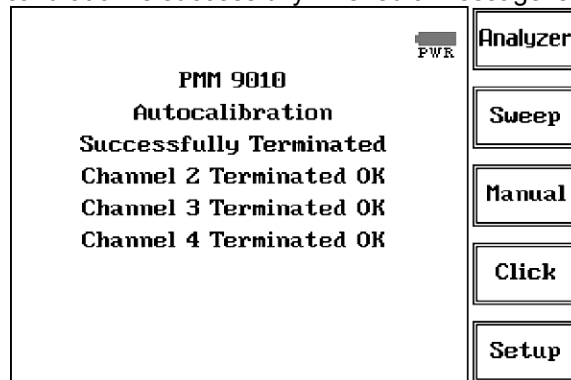 PWR
PMM 9010
Autocalibration
Successfully Terminated
Channel 2 Terminated OK
Channel 3 Terminated OK
Channel 4 Terminated OK
Analyzer
Sweep
Manual
Click
Setup